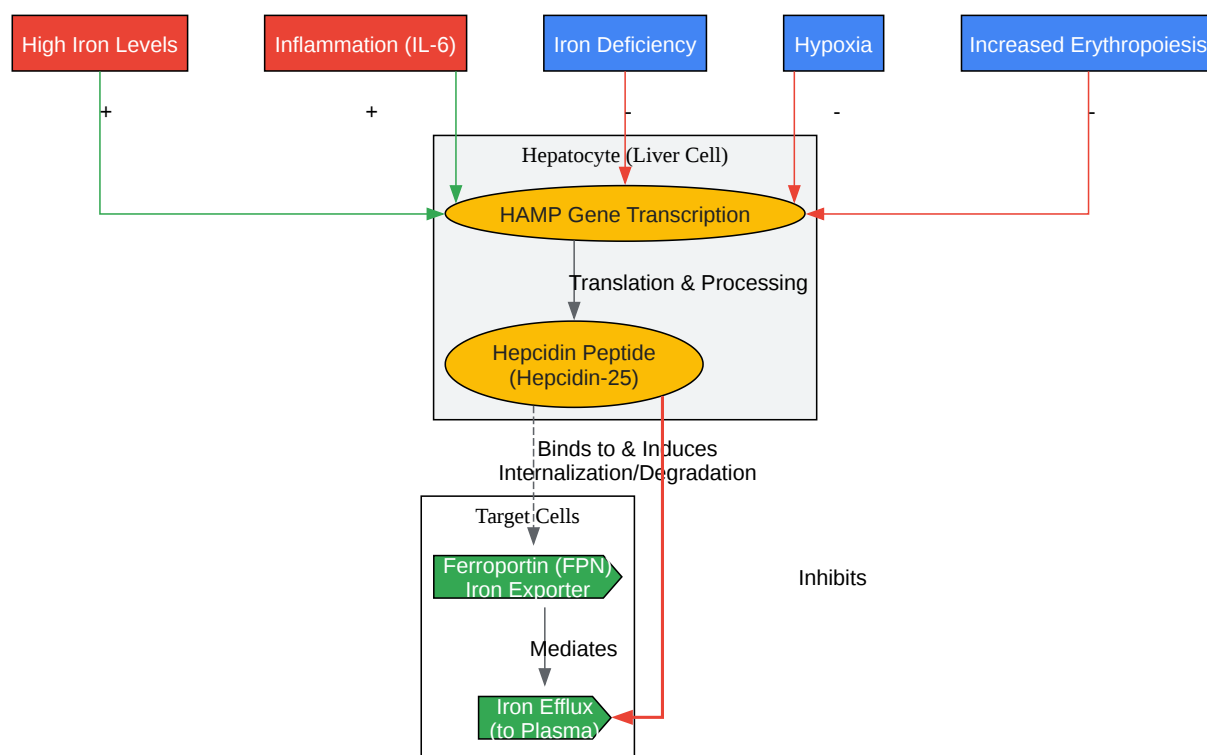 High Iron Levels
Inflammation (IL-6)
Iron Deficiency
Hypoxia
Increased Erythropoiesis
+
+
-
-
-
Hepatocyte (Liver Cell)
HAMP Gene Transcription
Translation & Processing
Hepcidin Peptide
(Hepcidin-25)
Binds to & Induces
Internalization/Degradation
Target Cells
Ferroportin (FPN)
Iron Exporter
Inhibits
Mediates
Iron Efflux
(to Plasma)